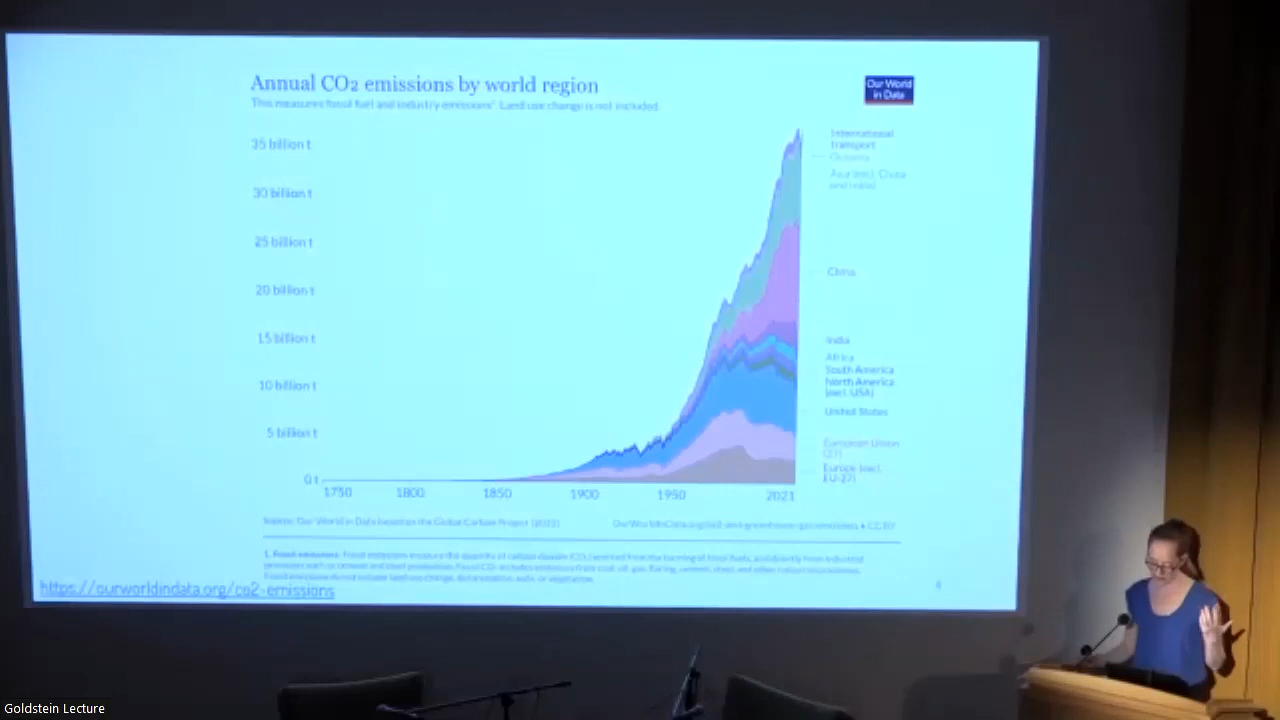 Annual CO2 emissions by world region
This measures fossil fuel and industry emissions¹. Land use change is not included.
Our World
in Data
35 billion t
30 billion t
25 billion t
20 billion t
15 billion t
10 billion t
5 billion t
0 t
1750
1800
1850
1900
1950
2021
International
transport
Oceania
Asia (excl. China
and India)
China
India
Africa
South America
North America
(excl. USA)
United States
European Union
(27)
Europe (excl.
EU-27)
Source: Our World in Data based on the Global Carbon Project (2022)
OurWorldInData.org/co2-and-greenhouse-gas-emissions • CC BY
1. Fossil emissions: Fossil emissions measure the quantity of carbon dioxide (CO₂) emitted from the burning of fossil fuels, and directly from industrial
processes such as cement and steel production. Fossil CO₂ includes emissions from coal, oil, gas, flaring, cement, steel, and other industrial processes.
Fossil emissions do not include land use change, deforestation, soils, or vegetation.
https://ourworldindata.org/co2-emissions
Goldstein Lecture